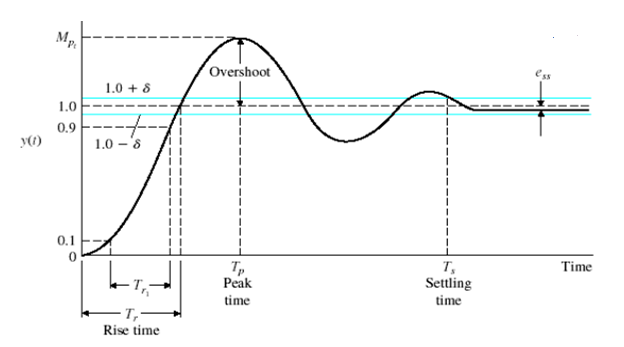 M_{p_t}
Overshoot
e_{ss}
1.0 + δ
1.0
0.9
1.0 − δ
y(t)
0.1
0
T_p
Peak
time
T_s
Settling
time
Time
T_{r_1}
T_r
Rise time